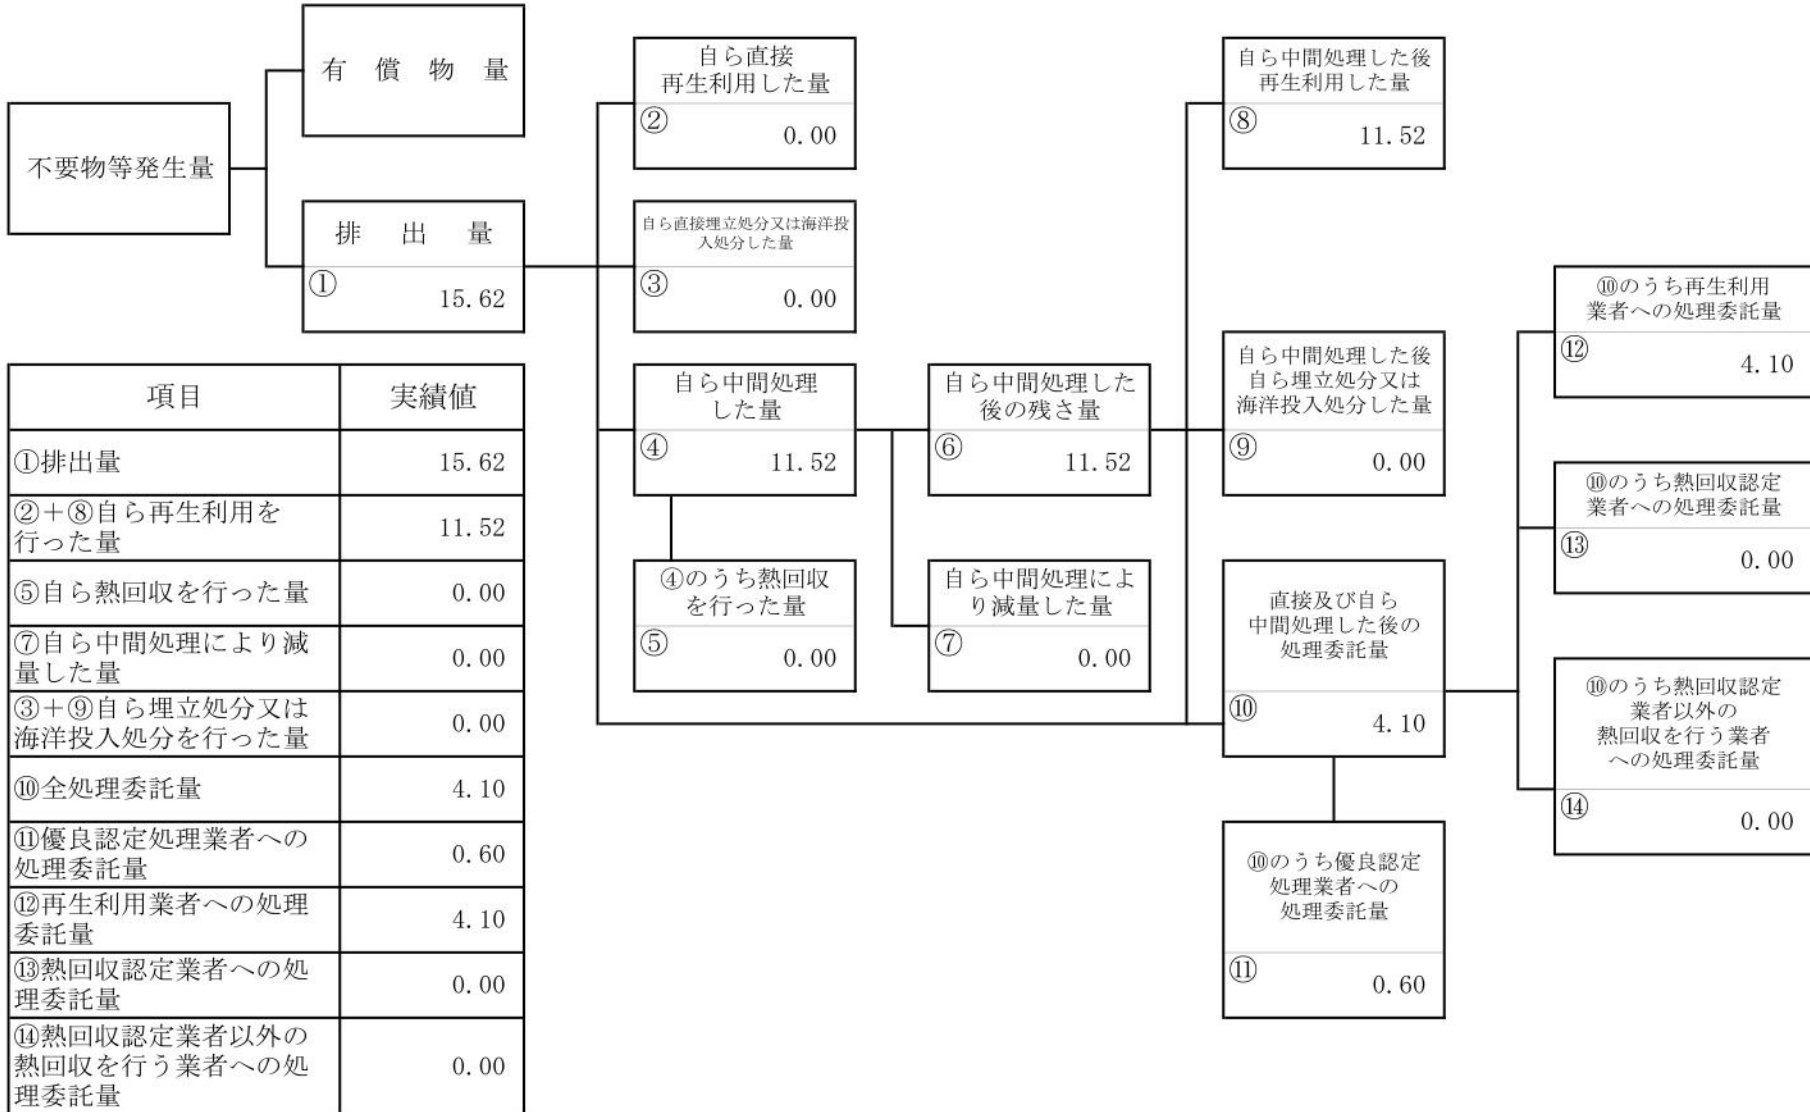 不要物等発生量
有償物量
排出量
①
15.62
自ら直接
再生利用した量
②
0.00
自ら直接埋立処分又は海洋投
入処分した量
③
0.00
自ら中間処理
した量
④
11.52
④のうち熱回収
を行った量
⑤
0.00
自ら中間処理した
後の残さ量
⑥
11.52
自ら中間処理によ
り減量した量
⑦
0.00
自ら中間処理した後
再生利用した量
⑧
11.52
自ら中間処理した後
自ら埋立処分又は
海洋投入処分した量
⑨
0.00
直接及び自ら
中間処理した後の
処理委託量
⑩
4.10
⑩のうち優良認定
処理業者への
処理委託量
⑪
0.60
⑩のうち再生利用
業者への処理委託量
⑫
4.10
⑩のうち熱回収認定
業者への処理委託量
⑬
0.00
⑩のうち熱回収認定
業者以外の
熱回収を行う業者
への処理委託量
⑭
0.00
項目 実績値
①排出量 15.62
②+⑧自ら再生利用を
行った量 11.52
⑤自ら熱回収を行った量 0.00
⑦自ら中間処理により減
量した量 0.00
③+⑨自ら埋立処分又は
海洋投入処分を行った量 0.00
⑩全処理委託量 4.10
⑪優良認定処理業者への
処理委託量 0.60
⑫再生利用業者への処理
委託量 4.10
⑬熱回収認定業者への処
理委託量 0.00
⑭熱回収認定業者以外の
熱回収を行う業者への処
理委託量 0.00